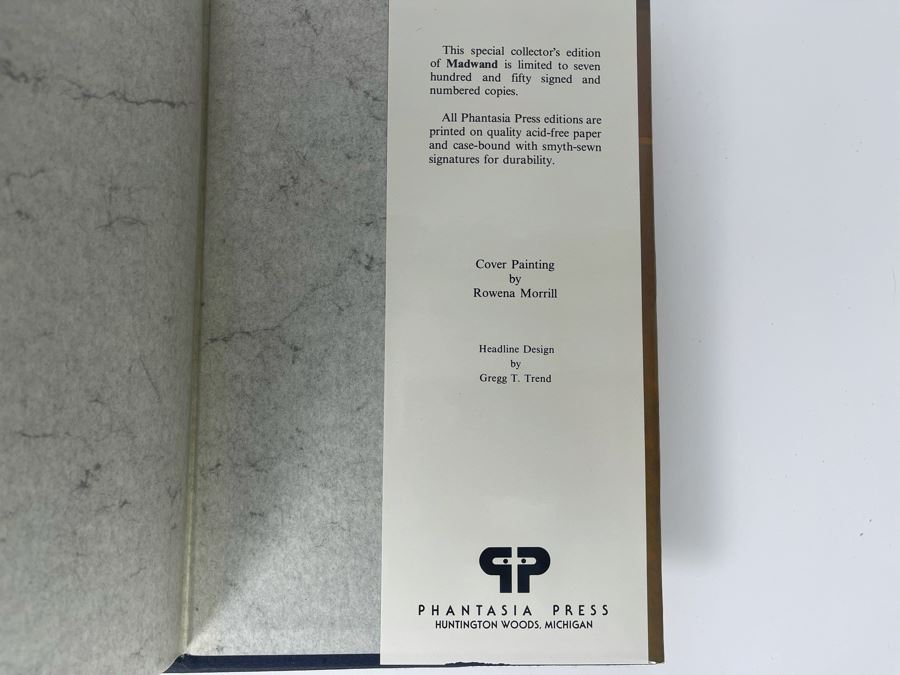 This special collector's edition
of Madwand is limited to seven
hundred and fifty signed and
numbered copies.
All Phantasia Press editions are
printed on quality acid-free paper
and case-bound with smyth-sewn
signatures for durability.
Cover Painting
by
Rowena Morrill
Headline Design
by
Gregg T. Trend
PP
PHANTASIA PRESS
HUNTINGTON WOODS, MICHIGAN